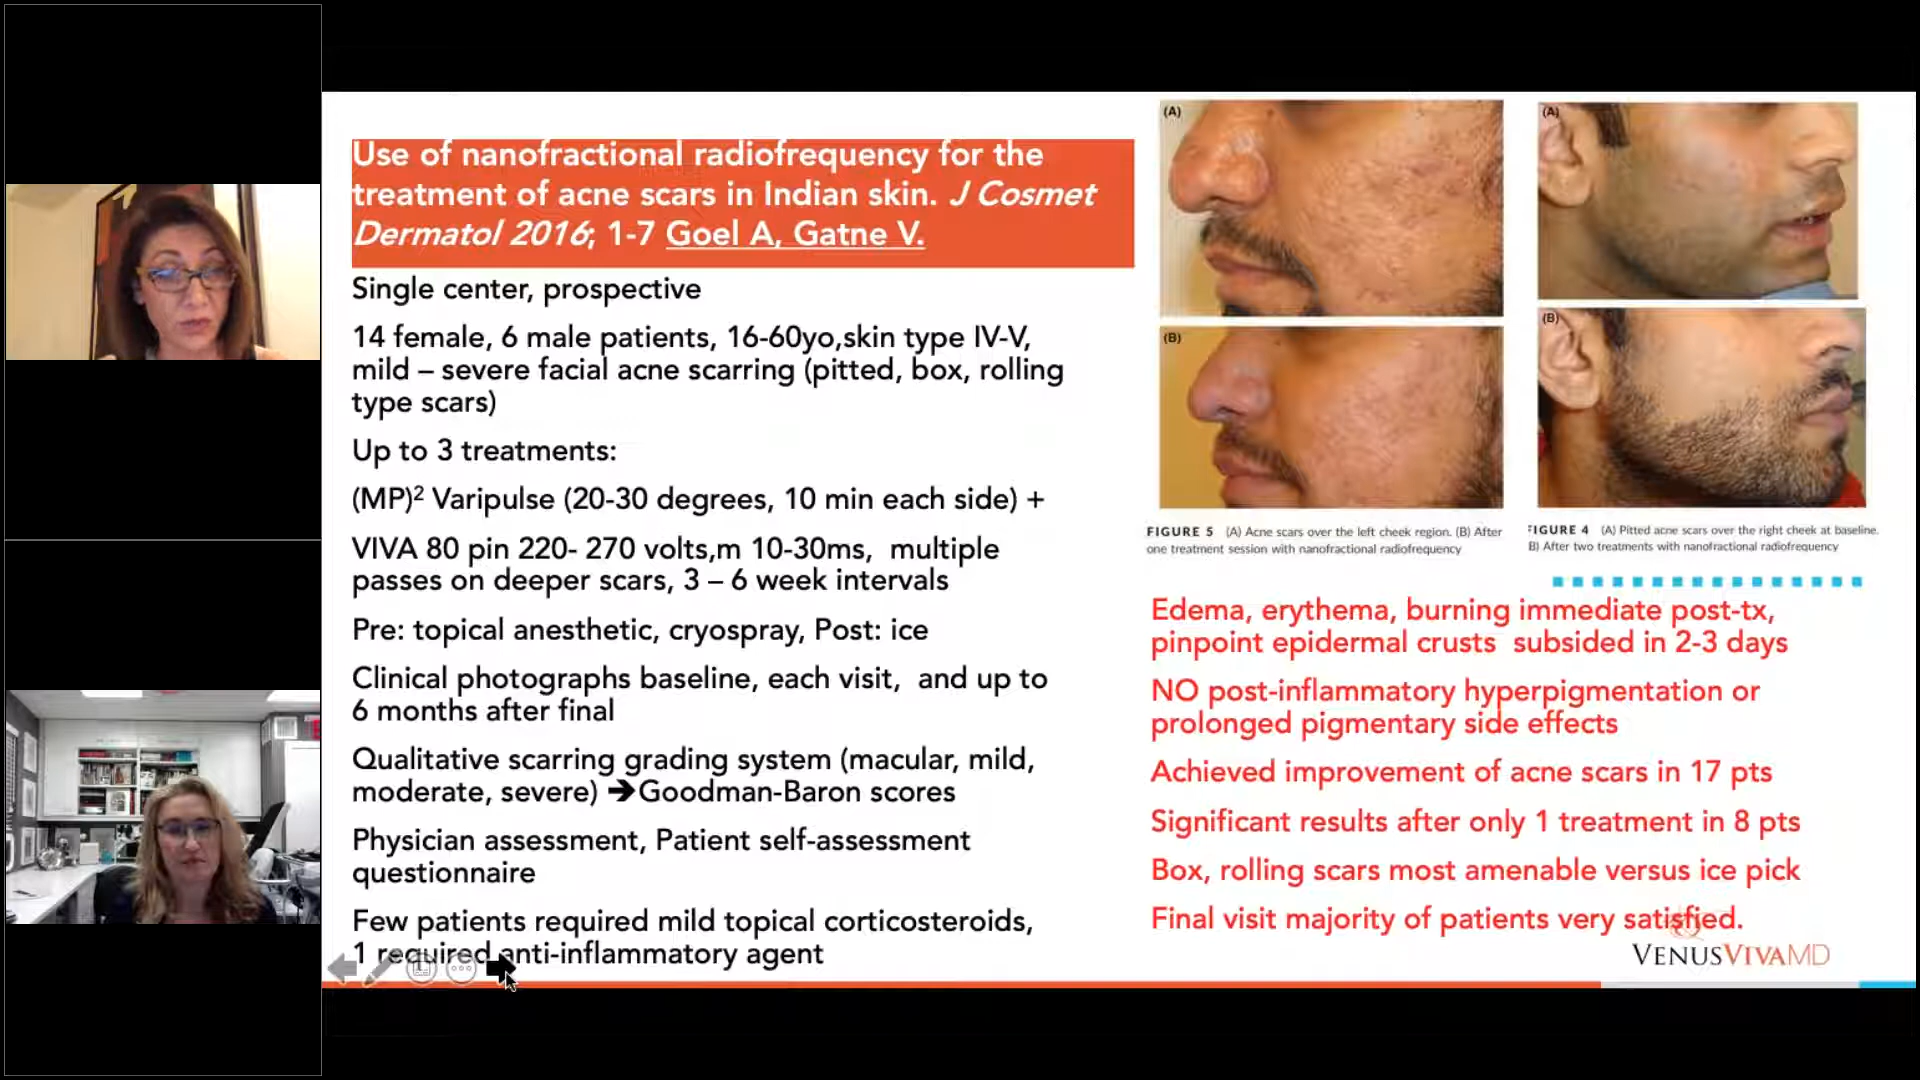 Use of nanofractional radiofrequency for the
treatment of acne scars in Indian skin. J Cosmet
Dermatol 2016; 1-7 Goel A, Gatne V.
Single center, prospective
14 female, 6 male patients, 16-60yo,skin type IV-V,
mild – severe facial acne scarring (pitted, box, rolling
type scars)
Up to 3 treatments:
(MP)² Varipulse (20-30 degrees, 10 min each side) +
VIVA 80 pin 220- 270 volts,m 10-30ms, multiple
passes on deeper scars, 3 – 6 week intervals
Pre: topical anesthetic, cryospray, Post: ice
Clinical photographs baseline, each visit, and up to
6 months after final
Qualitative scarring grading system (macular, mild,
moderate, severe) ➔Goodman-Baron scores
Physician assessment, Patient self-assessment
questionnaire
Few patients required mild topical corticosteroids,
1 required anti-inflammatory agent
(A)
(B)
FIGURE 5 (A) Acne scars over the left cheek region. (B) After
one treatment session with nanofractional radiofrequency
(A)
(B)
FIGURE 4 (A) Pitted acne scars over the right cheek at baseline.
B) After two treatments with nanofractional radiofrequency
Edema, erythema, burning immediate post-tx,
pinpoint epidermal crusts subsided in 2-3 days
NO post-inflammatory hyperpigmentation or
prolonged pigmentary side effects
Achieved improvement of acne scars in 17 pts
Significant results after only 1 treatment in 8 pts
Box, rolling scars most amenable versus ice pick
Final visit majority of patients very satisfied.
VENUSVIVAMD